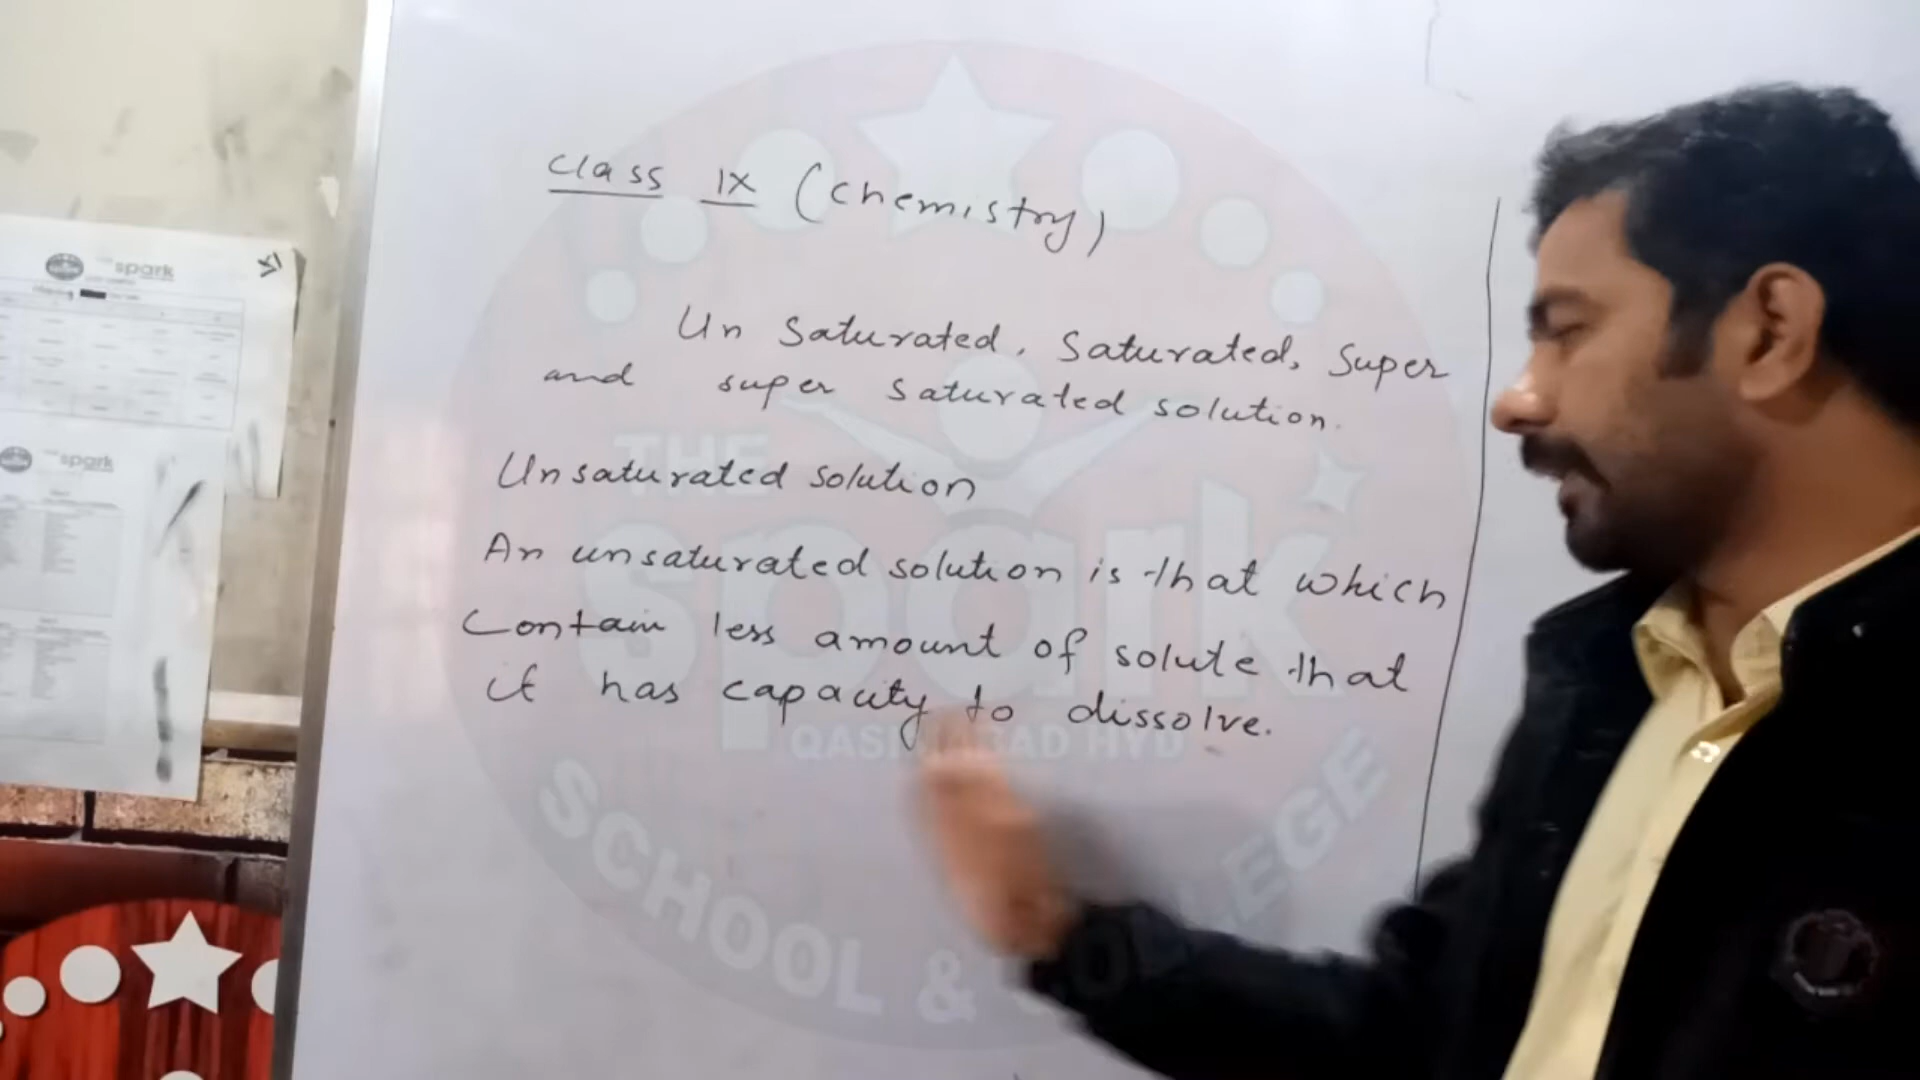 Class IX (Chemistry)
Un Saturated, Saturated, Super
and super saturated solution.
Unsaturated solution
An unsaturated solution is that which
Contain less amount of solute that
it has capacity to dissolve.
THE
spark
QASIMABAD HYD
SCHOOL & COLLEGE
THE spark
THE spark